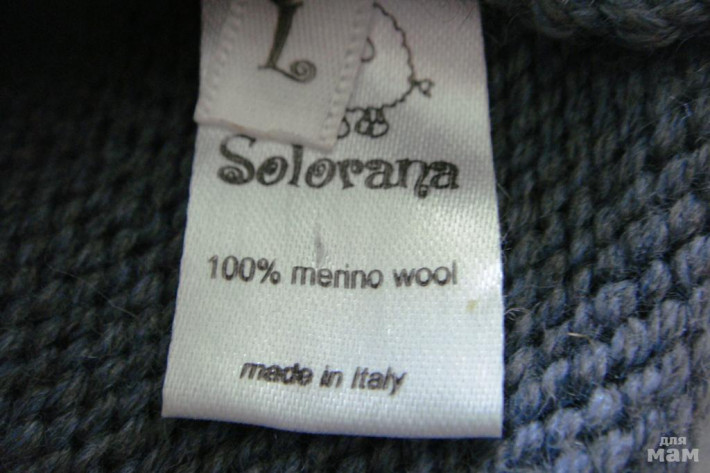 L
Solorana
100% merino wool
made in Italy
для
мам